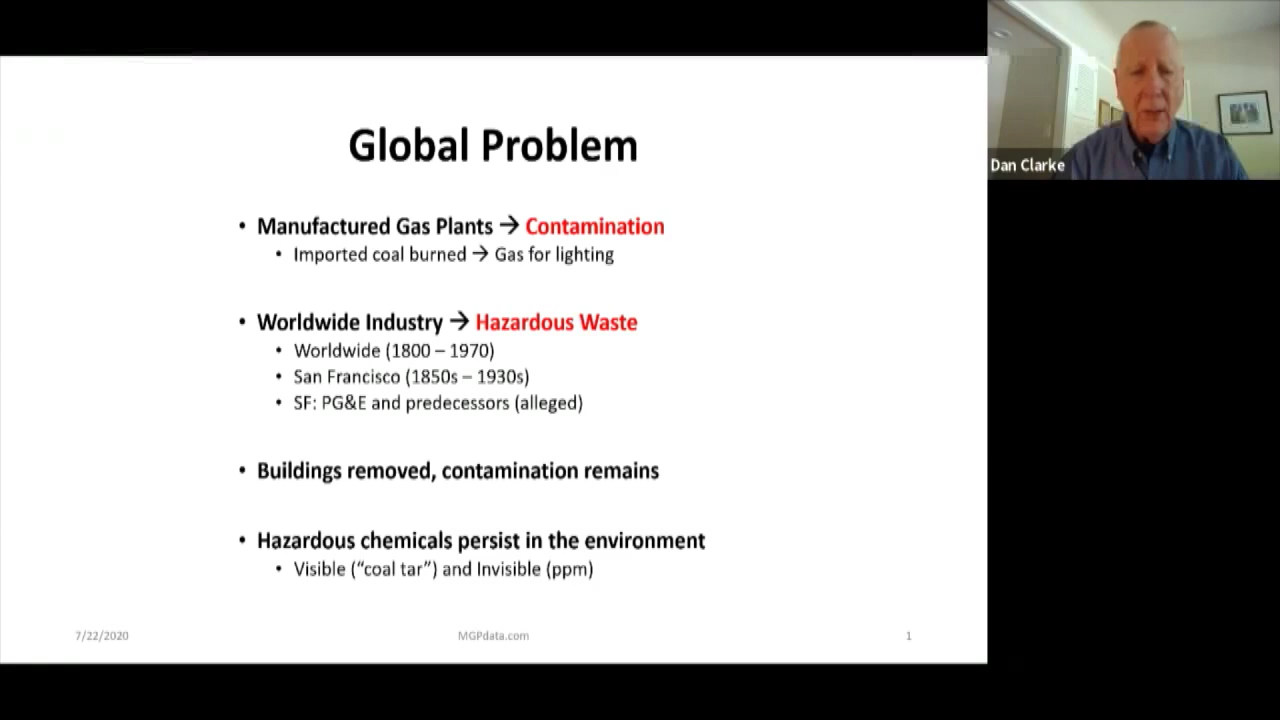 Global Problem
• Manufactured Gas Plants → Contamination
• Imported coal burned → Gas for lighting
• Worldwide Industry → Hazardous Waste
• Worldwide (1800 – 1970)
• San Francisco (1850s – 1930s)
• SF: PG&E and predecessors (alleged)
• Buildings removed, contamination remains
• Hazardous chemicals persist in the environment
• Visible (“coal tar”) and Invisible (ppm)
7/22/2020
MGPdata.com
1
Dan Clarke